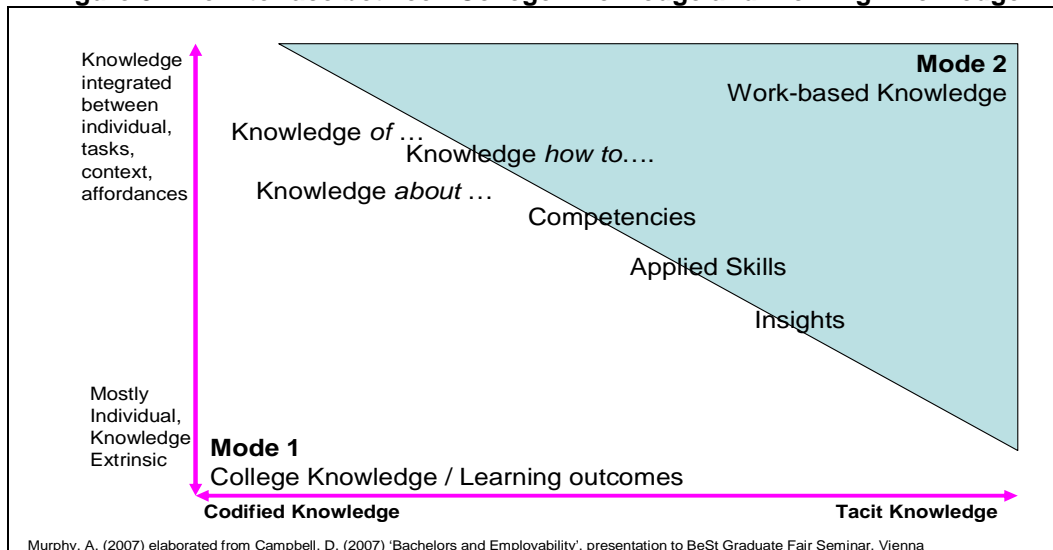 Knowledge
integrated
between
individual,
tasks,
context,
affordances
Mode 2
Work-based Knowledge
Knowledge of …
Knowledge how to….
Knowledge about …
Competencies
Applied Skills
Insights
Mostly
Individual,
Knowledge
Extrinsic
Mode 1
College Knowledge / Learning outcomes
Codified Knowledge
Tacit Knowledge
Murphy, A. (2007) elaborated from Campbell, D. (2007) ‘Bachelors and Employability’, presentation to BeSt Graduate Fair Seminar, Vienna